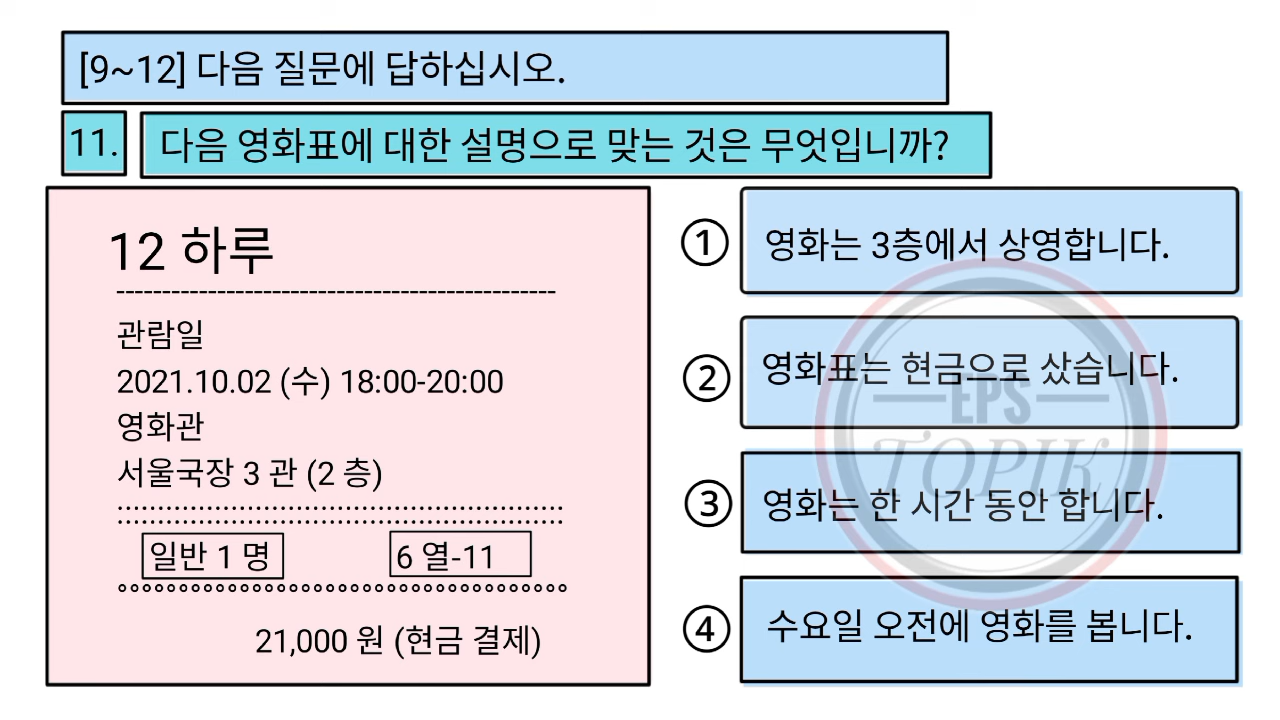 [9~12] 다음 질문에 답하십시오.
11. 다음 영화표에 대한 설명으로 맞는 것은 무엇입니까?
12 하루
관람일
2021.10.02 (수) 18:00-20:00
영화관
서울국장 3 관 (2 층)
일반 1 명 6 열-11
21,000 원 (현금 결제)
① 영화는 3층에서 상영합니다.
② 영화표는 현금으로 샀습니다.
③ 영화는 한 시간 동안 합니다.
④ 수요일 오전에 영화를 봅니다.
EPS
TOPIK